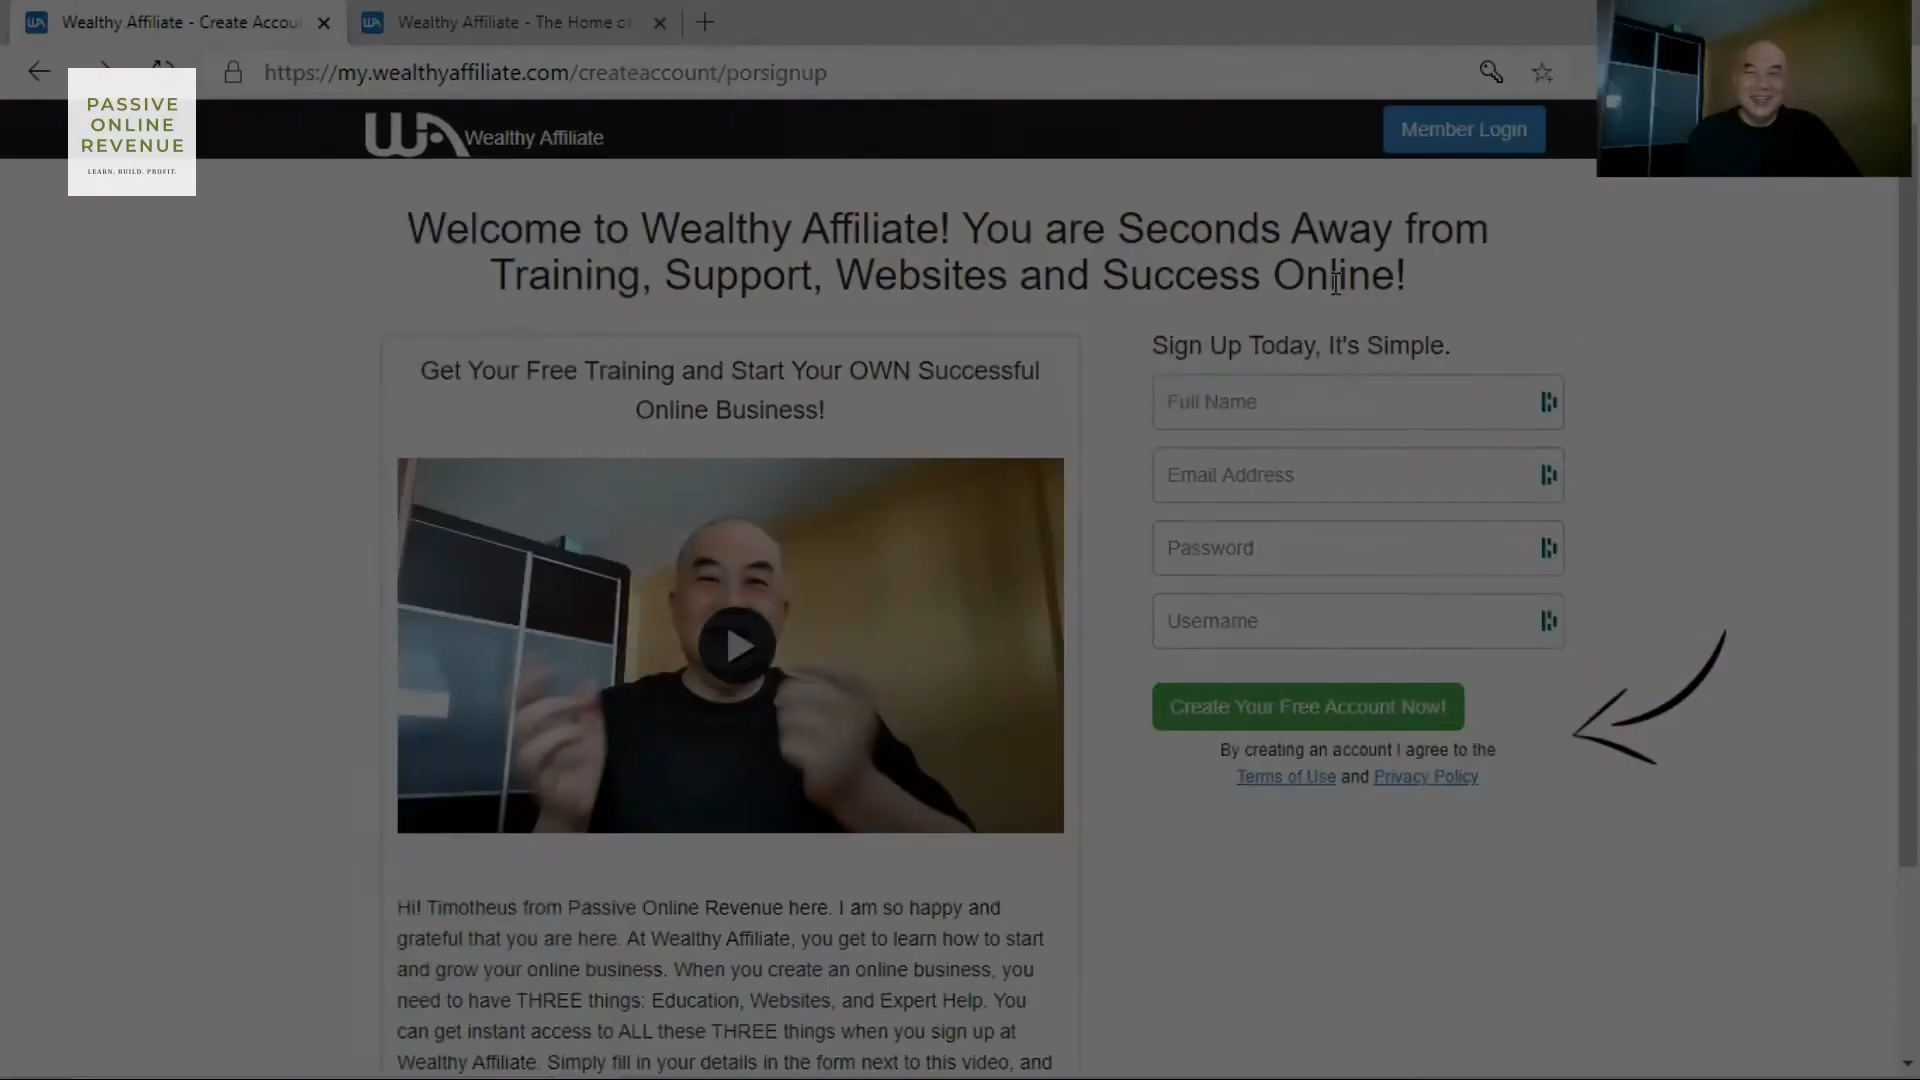 Wealthy Affiliate - Create Accou
Wealthy Affiliate - The Home of
https://my.wealthyaffiliate.com/createaccount/porsignup
PASSIVE
ONLINE
REVENUE
LEARN. BUILD. PROFIT.
WA Wealthy Affiliate
Member Login
Welcome to Wealthy Affiliate! You are Seconds Away from
Training, Support, Websites and Success Online!
Get Your Free Training and Start Your OWN Successful
Online Business!
Hi! Timotheus from Passive Online Revenue here. I am so happy and
grateful that you are here. At Wealthy Affiliate, you get to learn how to start
and grow your online business. When you create an online business, you
need to have THREE things: Education, Websites, and Expert Help. You
can get instant access to ALL these THREE things when you sign up at
Wealthy Affiliate. Simply fill in your details in the form next to this video, and
Sign Up Today, It's Simple.
Full Name
Email Address
Password
Username
Create Your Free Account Now!
By creating an account I agree to the
Terms of Use and Privacy Policy